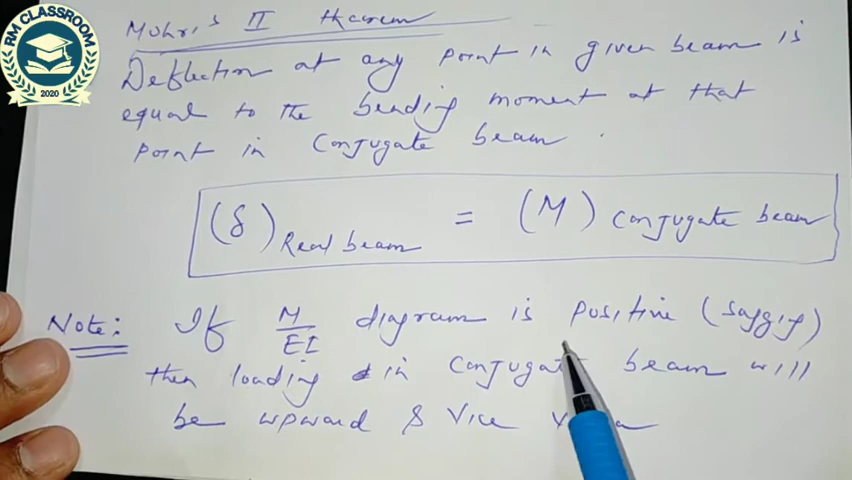 RM CLASSROOM
2020
Mohr's II theorem
Deflection at any point in given beam is
equal to the bending moment at that
point in Conjugate beam.
(δ) Real beam = (M) Conjugate beam
Note: If M/EI diagram is positive (sagging)
then loading in Conjugate beam will
be upward & Vice